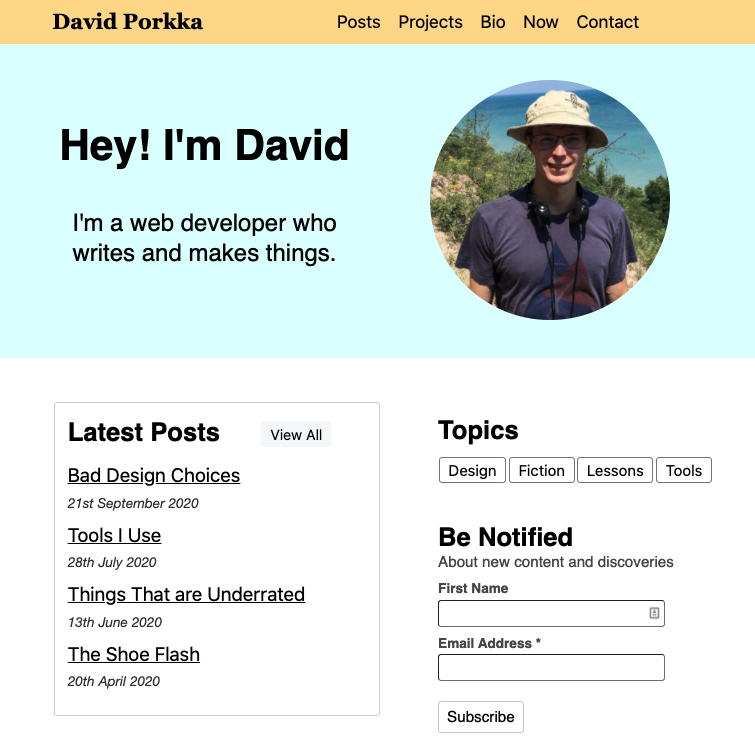 David Porkka
Posts Projects Bio Now Contact
Hey! I'm David
I'm a web developer who
writes and makes things.
Latest Posts
View All
Bad Design Choices
21st September 2020
Tools I Use
28th July 2020
Things That are Underrated
13th June 2020
The Shoe Flash
20th April 2020
Topics
Design Fiction Lessons Tools
Be Notified
About new content and discoveries
First Name
Email Address *
Subscribe